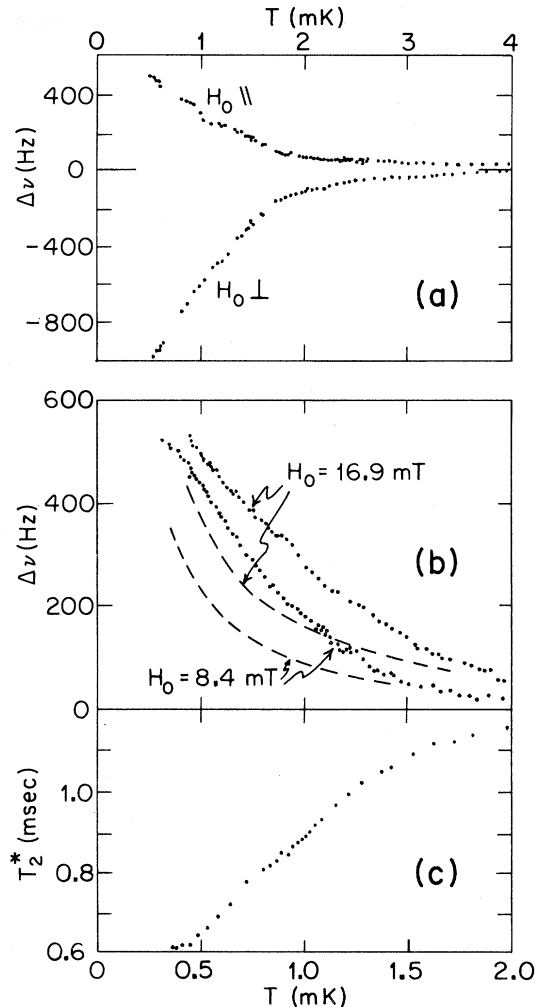 T (mK)
0 1 2 3 4
400
0
-400
-800
Δν (Hz)
H₀ ∥
H₀ ⊥
(a)
600
400
200
0
Δν (Hz)
H₀ = 16.9 mT
H₀ = 8.4 mT
(b)
1.0
0.8
0.6
T₂* (msec)
(c)
0 0.5 1.0 1.5 2.0
T (mK)